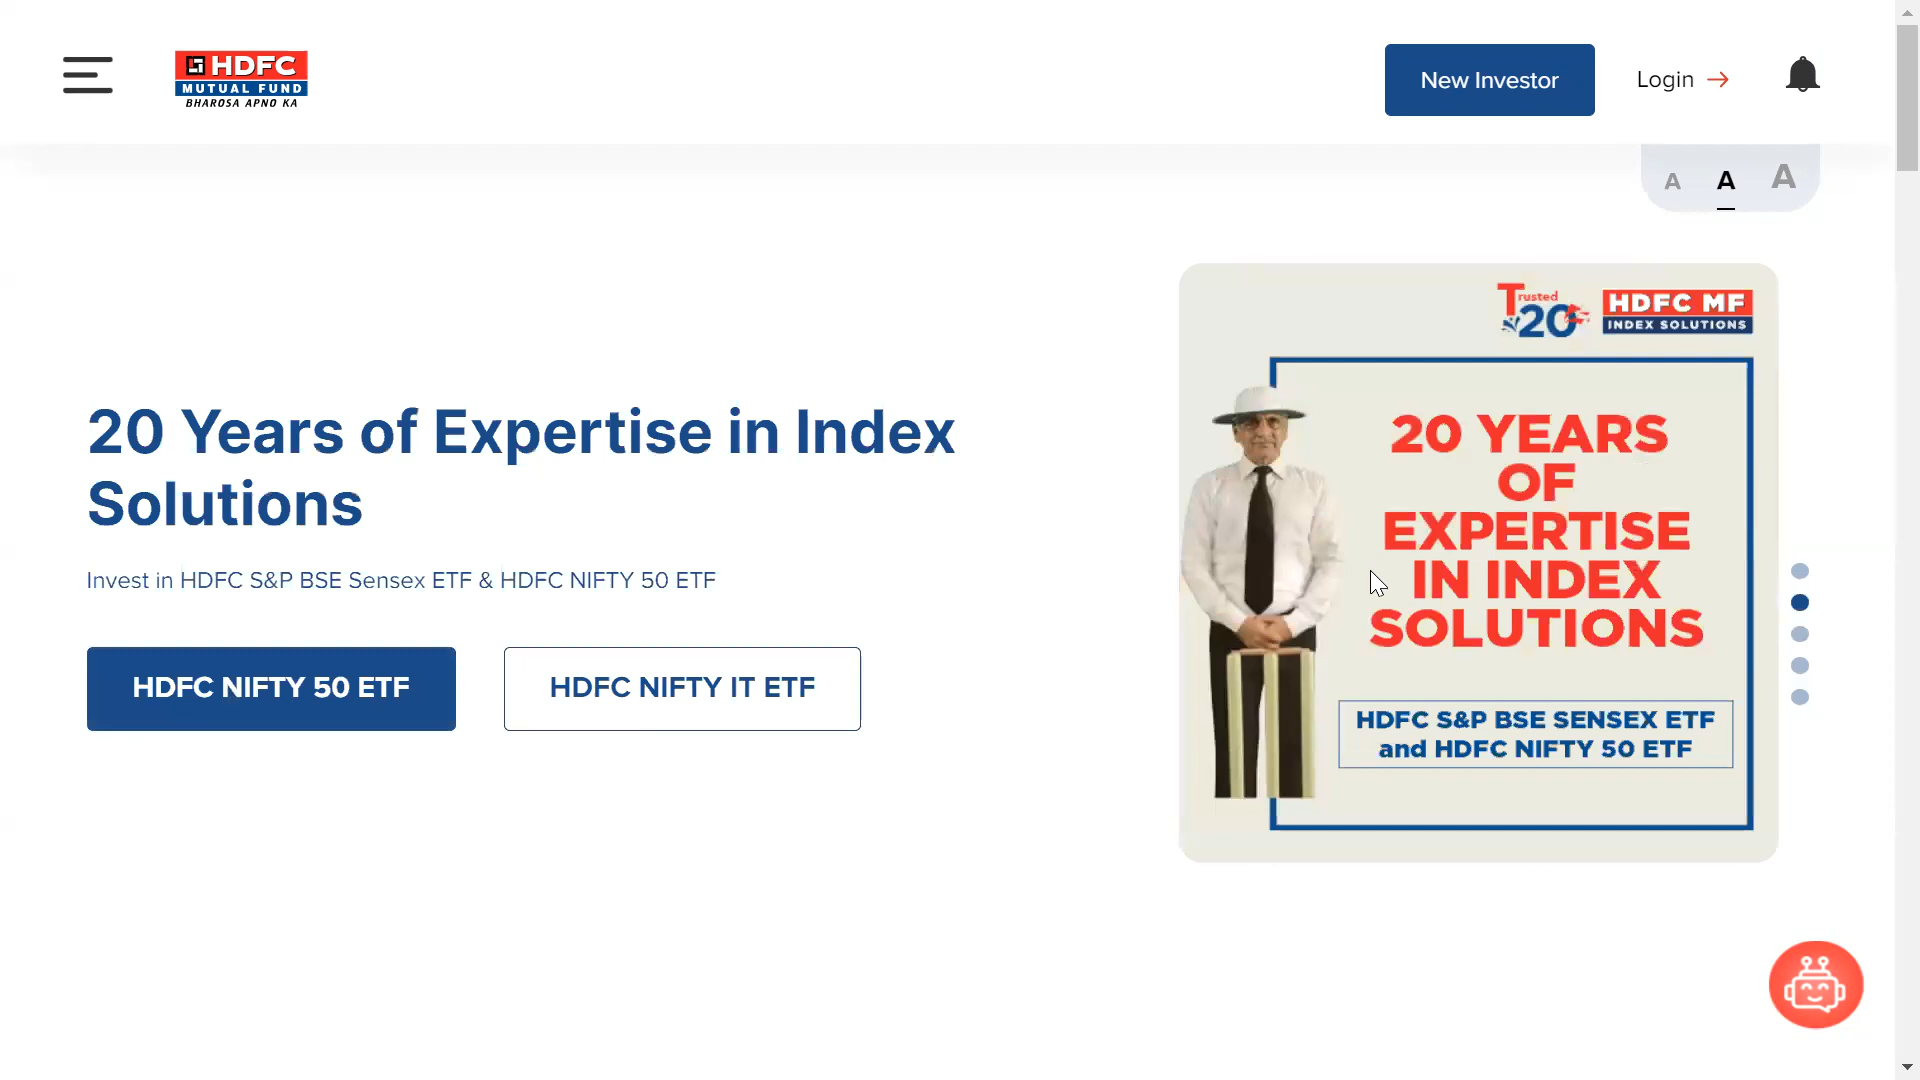 HDFC
MUTUAL FUND
BHAROSA APNO KA
New Investor
Login
A A A
20 Years of Expertise in Index
Solutions
Invest in HDFC S&P BSE Sensex ETF & HDFC NIFTY 50 ETF
HDFC NIFTY 50 ETF
HDFC NIFTY IT ETF
Trusted
20
HDFC MF
INDEX SOLUTIONS
20 YEARS
OF
EXPERTISE
IN INDEX
SOLUTIONS
HDFC S&P BSE SENSEX ETF
and HDFC NIFTY 50 ETF